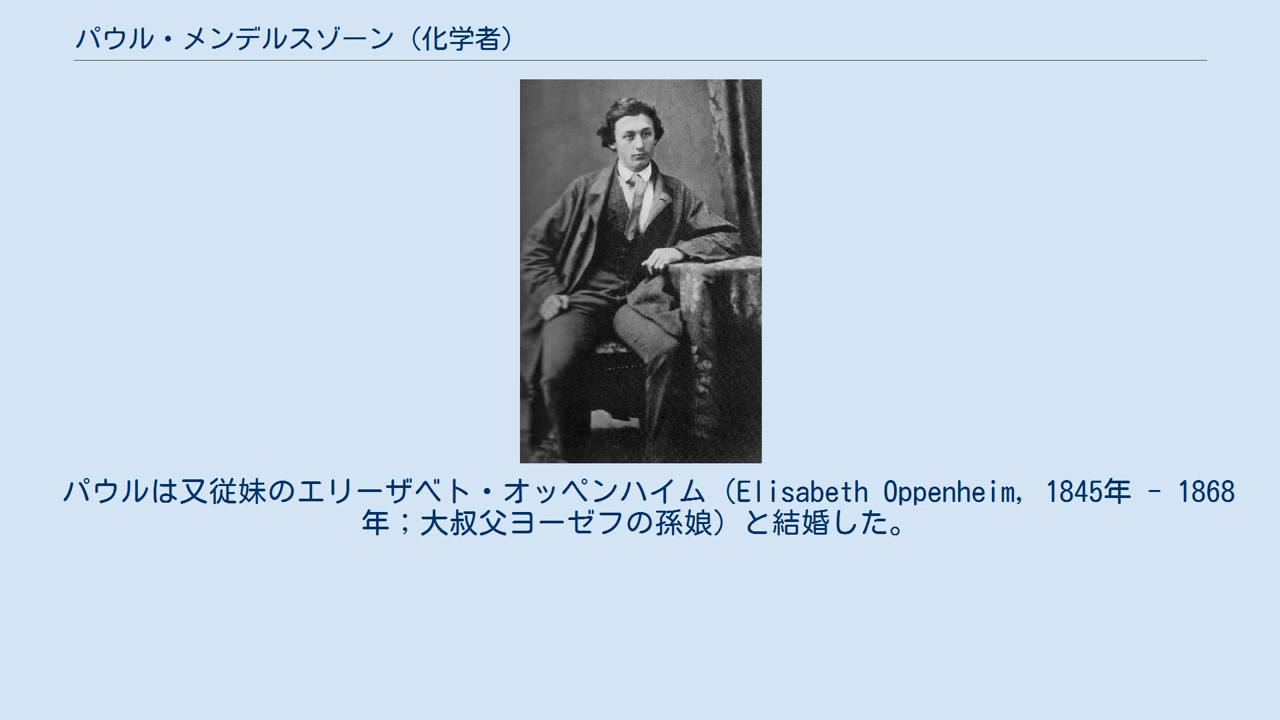 パウル・メンデルスゾーン（化学者）
パウルは又従妹のエリーザベト・オッペンハイム（Elisabeth Oppenheim, 1845年 - 1868
年；大叔父ヨーゼフの孫娘）と結婚した。